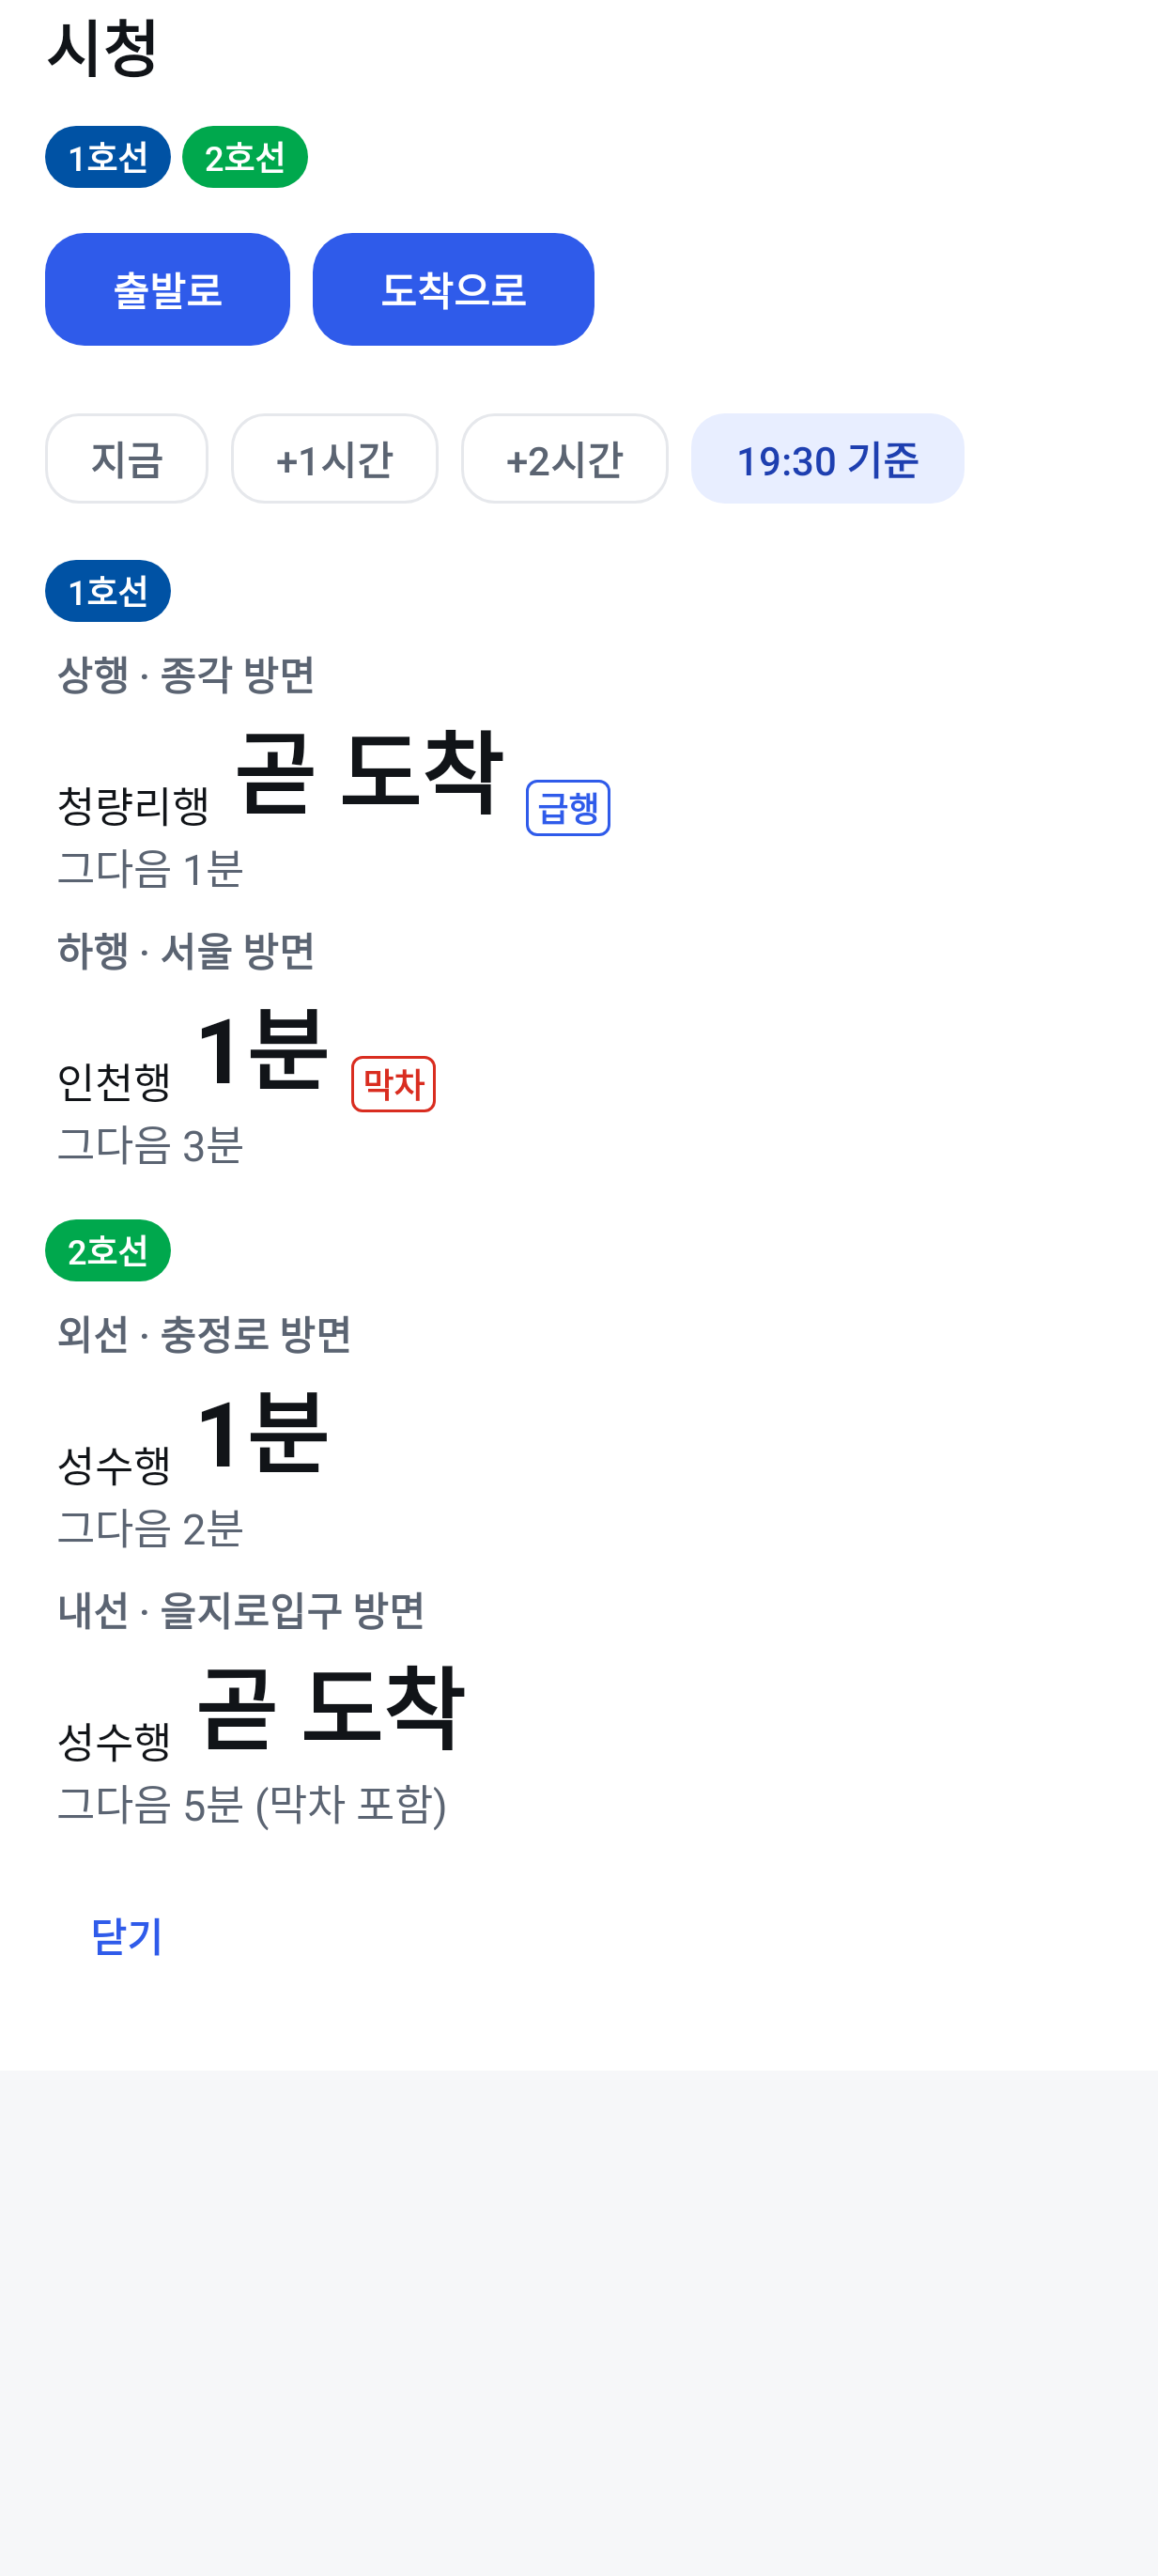 시청
1호선 2호선
출발로 도착으로
지금 +1시간 +2시간 19:30 기준
1호선
상행 · 종각 방면
청량리행 곧 도착 급행
그다음 1분
하행 · 서울 방면
인천행 1분 막차
그다음 3분
2호선
외선 · 충정로 방면
성수행 1분
그다음 2분
내선 · 을지로입구 방면
성수행 곧 도착
그다음 5분 (막차 포함)
닫기